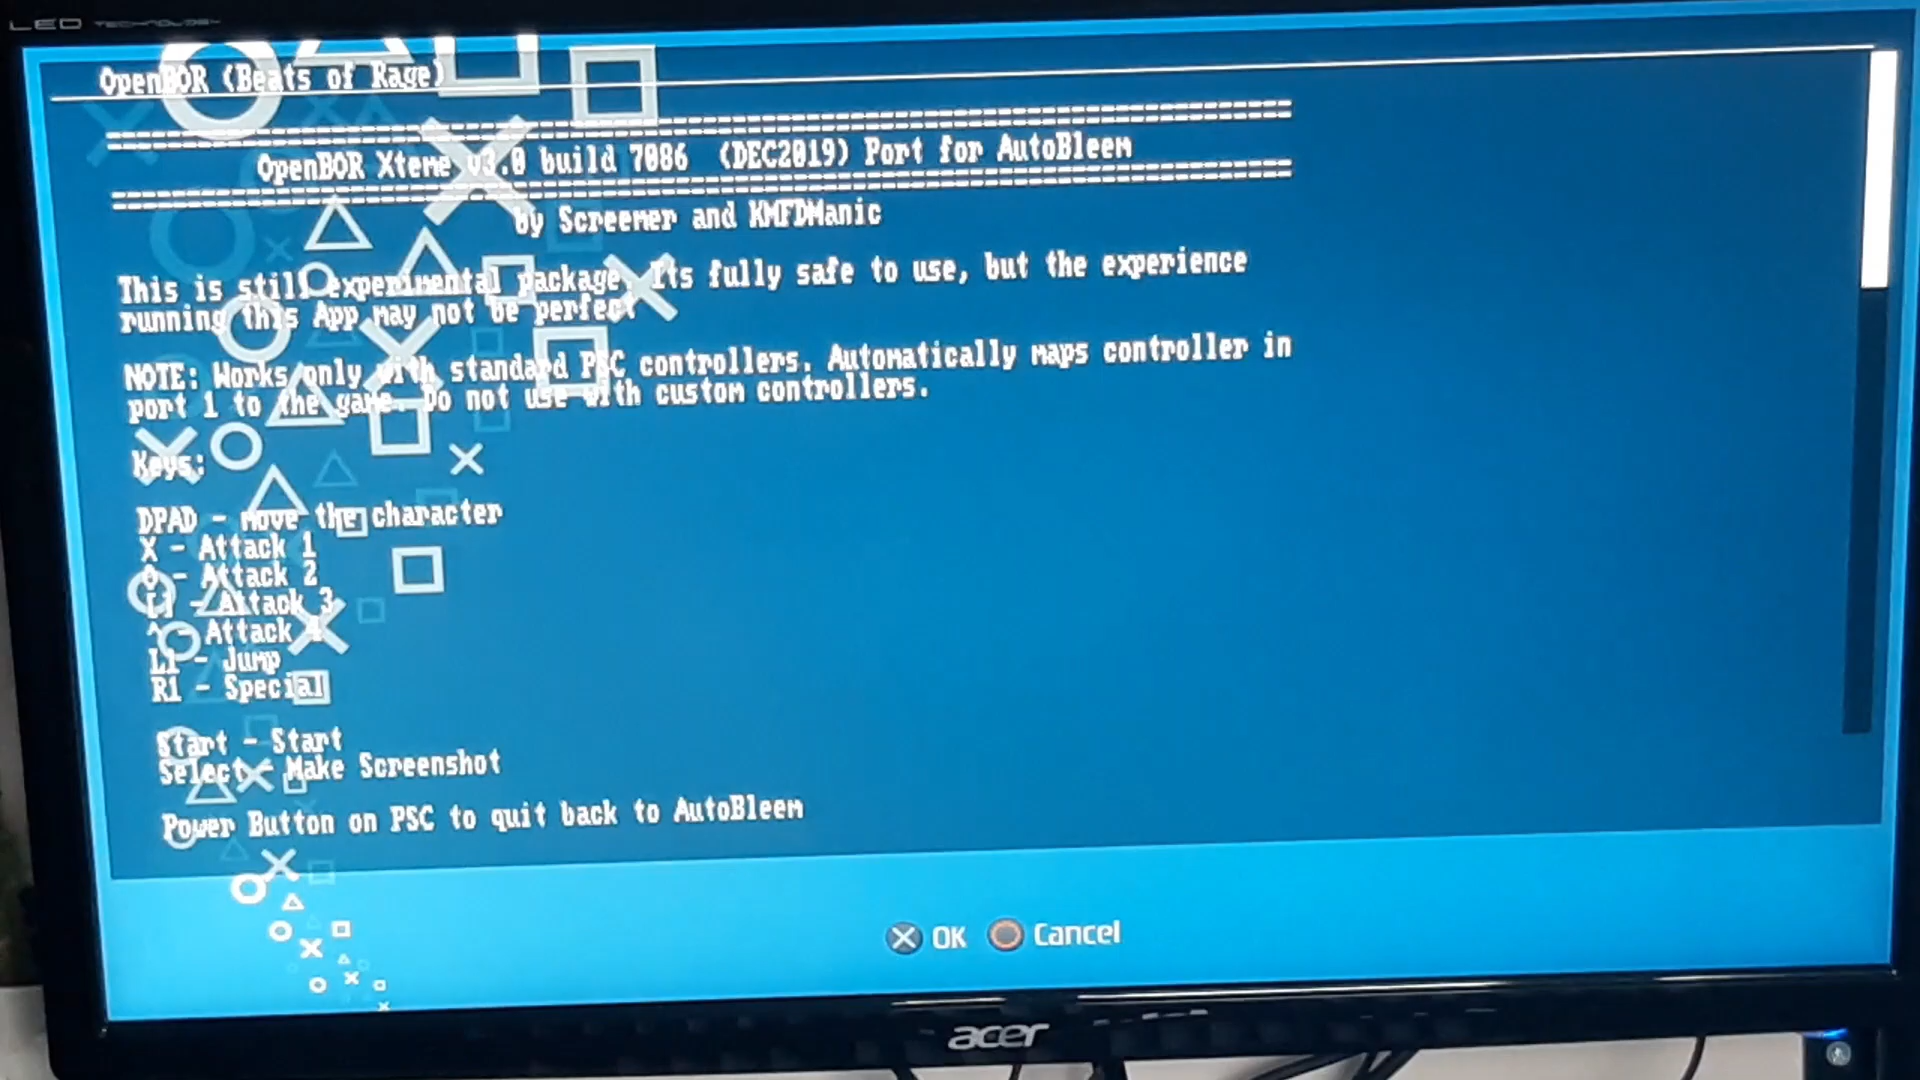 LED TECHNOLOGY
OpenBOR (Beats of Rage)
================================================
OpenBOR Xteme v3.0 build 7086 (DEC2019) Port for AutoBleem
================================================
by Screemer and KMFDManic
This is still experimental package. Its fully safe to use, but the experience
running this App may not be perfect
NOTE: Works only with standard PSC controllers. Automatically maps controller in
port 1 to the game. Do not use with custom controllers.
Keys:
DPAD - move the character
X - Attack 1
O - Attack 2
[] - Attack 3
^ - Attack 4
L1 - Jump
R1 - Special
Start - Start
Select - Make Screenshot
Power Button on PSC to quit back to AutoBleem
OK Cancel
acer